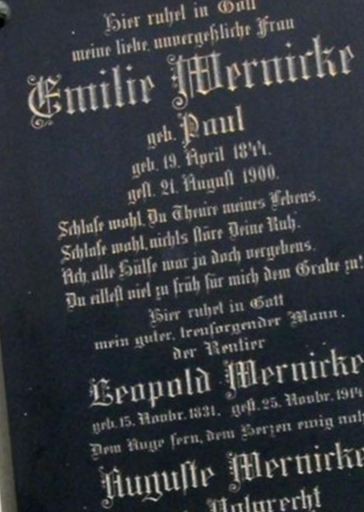 Hier ruhet in Gott
meine liebe, unvergeßliche Frau
Emilie Wernicke
geb. Paul
geb. 19. April 1844.
gest. 21. August 1900.
Schlafe wohl, Du Theure meines Lebens.
Schlafe wohl, nichts störe Deine Ruh.
Ach, alle Hülfe war ja doch vergebens.
Du eiltest viel zu früh für mich dem Grabe zu!
Hier ruhet in Gott
mein guter, treusorgender Mann,
der Rentier
Leopold Wernicke
geb. 15. Novbr. 1831. gest. 25. Novbr. 1914
Dem Auge fern, dem Herzen ewig nah
Auguste Wernicke